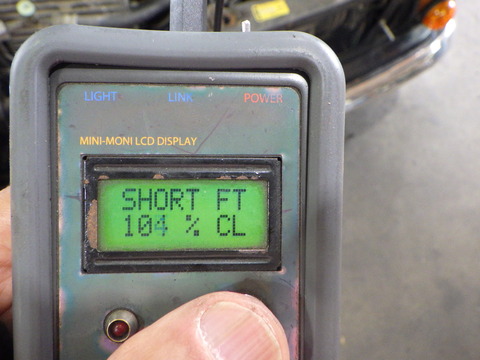 LIGHT LINK POWER
MINI-MONI LCD DISPLAY
SHORT FT
104 % CL